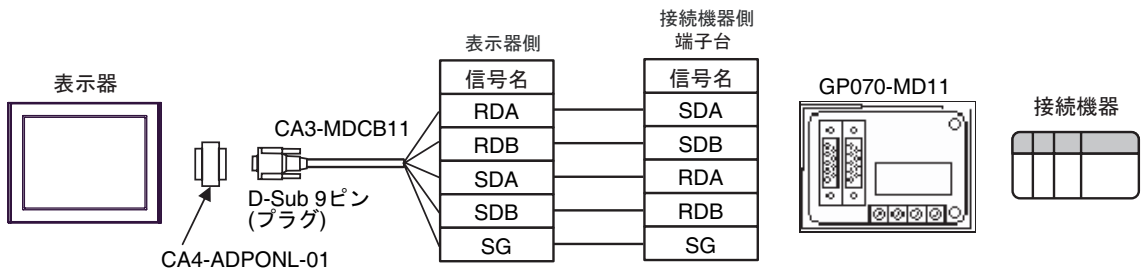 表示器
CA4-ADPONL-01
CA3-MDCB11
D-Sub 9ピン
(プラグ)
表示器側
信号名
RDA
RDB
SDA
SDB
SG
接続機器側
端子台
信号名
SDA
SDB
RDA
RDB
SG
GP070-MD11
接続機器